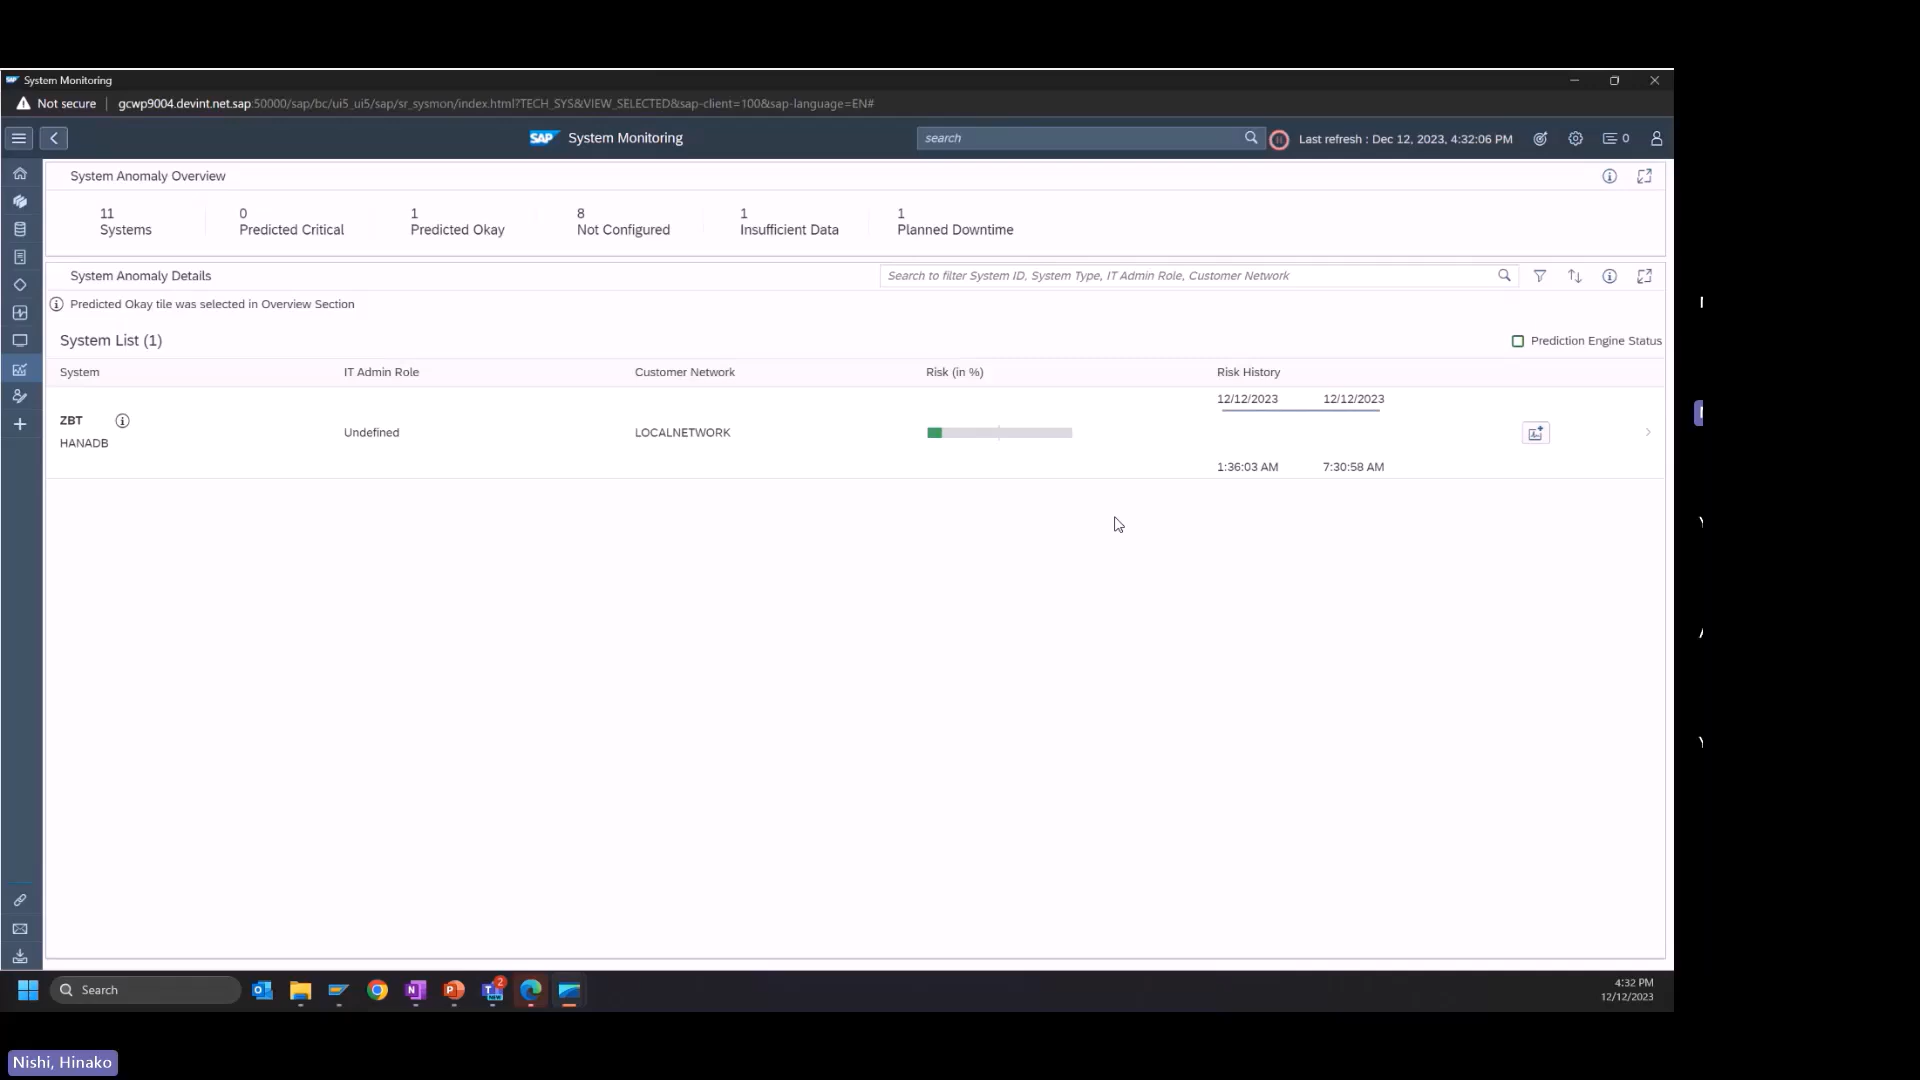 System Monitoring
Not secure | gcwp9004.devint.net.sap:50000/sap/bc/ui5_ui5/sap/sr_sysmon/index.html?TECH_SYS&VIEW_SELECTED&sap-client=100&sap-language=EN#
SAP System Monitoring search Last refresh : Dec 12, 2023, 4:32:06 PM 0
System Anomaly Overview
11 0 1 8 1 1
Systems Predicted Critical Predicted Okay Not Configured Insufficient Data Planned Downtime
System Anomaly Details Search to filter System ID, System Type, IT Admin Role, Customer Network
Predicted Okay tile was selected in Overview Section
System List (1) Prediction Engine Status
System IT Admin Role Customer Network Risk (in %) Risk History
12/12/2023 12/12/2023
ZBT
Undefined LOCALNETWORK
HANADB
1:36:03 AM 7:30:58 AM
Search 2 4:32 PM
12/12/2023
Nishi, Hinako